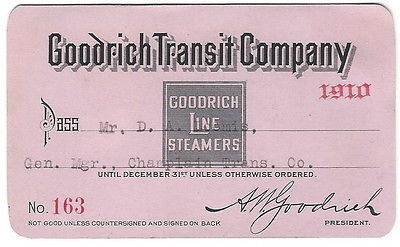 Goodrich Transit Company
1910
GOODRICH
LINE
STEAMERS
Pass Mr. D. A. Loomis,
Gen. Mgr., Champlain Trans. Co.
UNTIL DECEMBER 31ST UNLESS OTHERWISE ORDERED.
No. 163
A W Goodrich
NOT GOOD UNLESS COUNTERSIGNED AND SIGNED ON BACK
PRESIDENT.